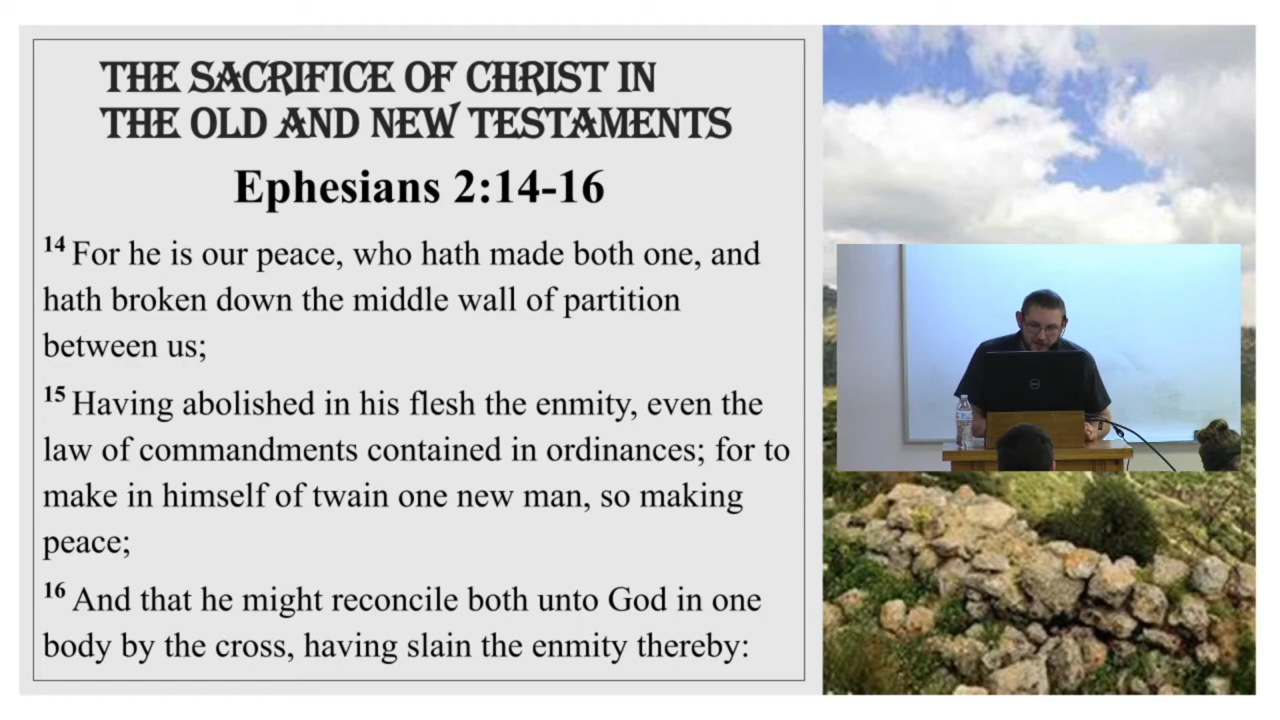 THE SACRIFICE OF CHRIST IN
THE OLD AND NEW TESTAMENTS
Ephesians 2:14-16
14 For he is our peace, who hath made both one, and
hath broken down the middle wall of partition
between us;
15 Having abolished in his flesh the enmity, even the
law of commandments contained in ordinances; for to
make in himself of twain one new man, so making
peace;
16 And that he might reconcile both unto God in one
body by the cross, having slain the enmity thereby: